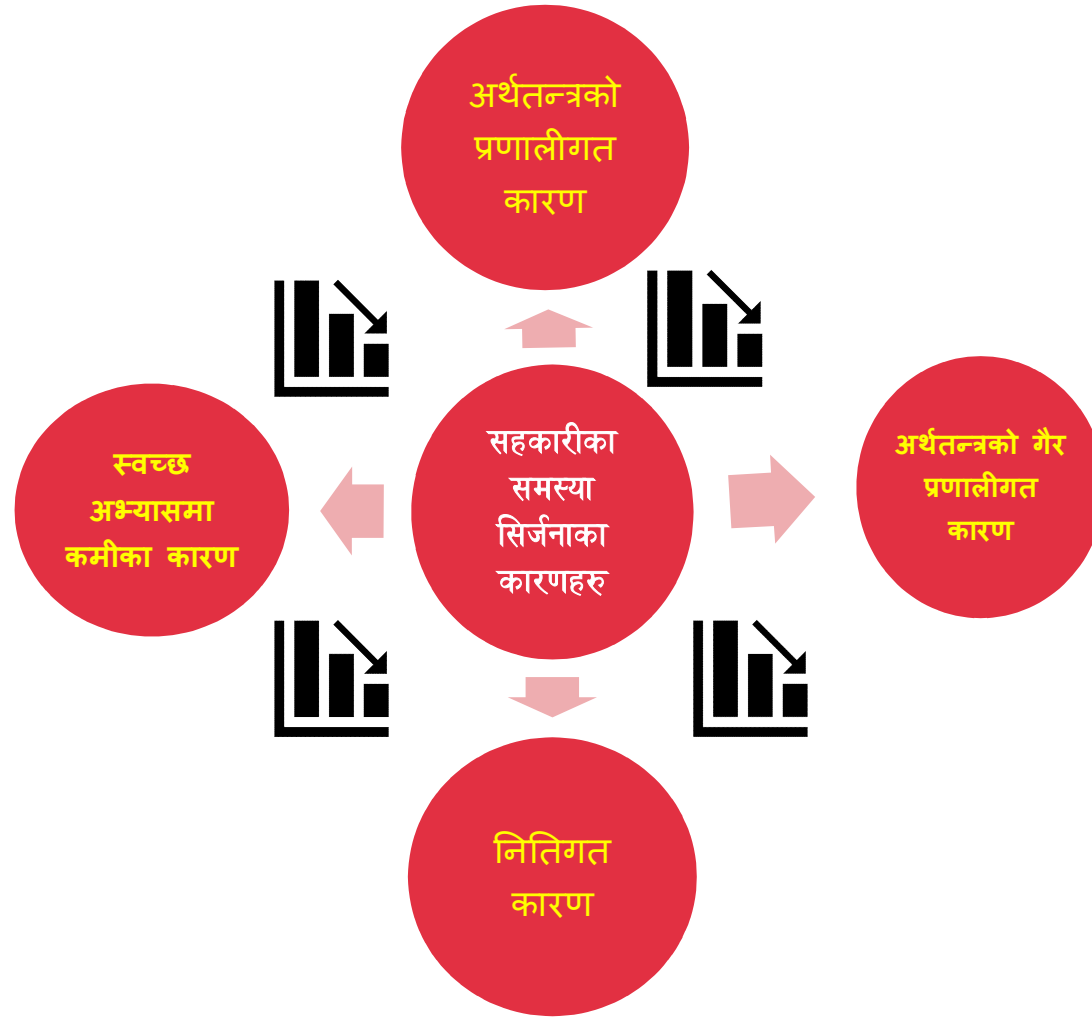 अर्थतन्त्रको
प्रणालीगत
कारण
स्वच्छ
अभ्यासमा
कमीका कारण
सहकारीका
समस्या
सिर्जनाका
कारणहरु
अर्थतन्त्रको गैर
प्रणालीगत
कारण
नितिगत
कारण